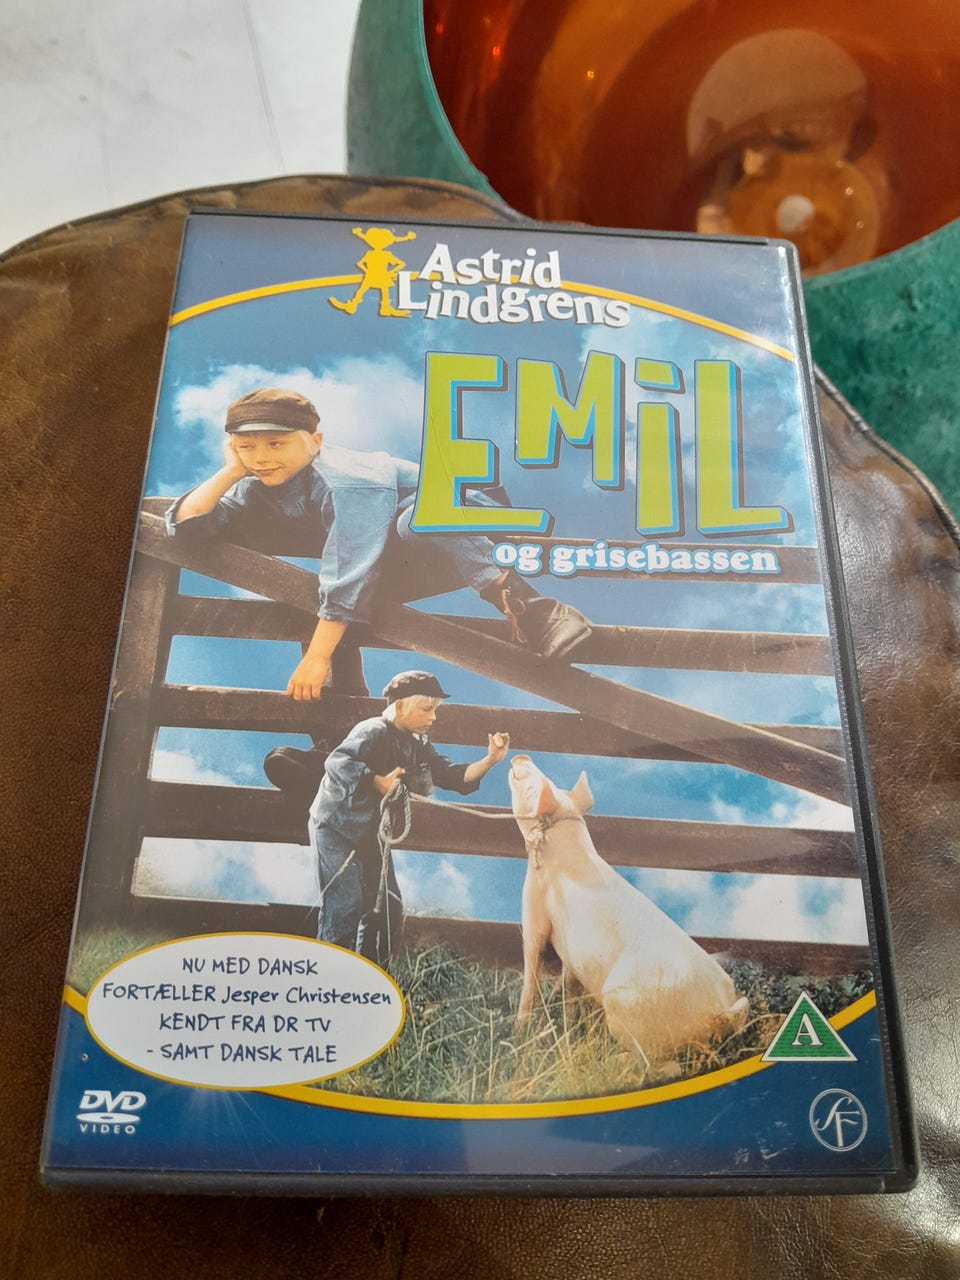 Astrid
Lindgrens
EMIL
og grisebassen
NU MED DANSK
FORTÆLLER Jesper Christensen
KENDT FRA DR TV
- SAMT DANSK TALE
A
DVD
VIDEO
SF